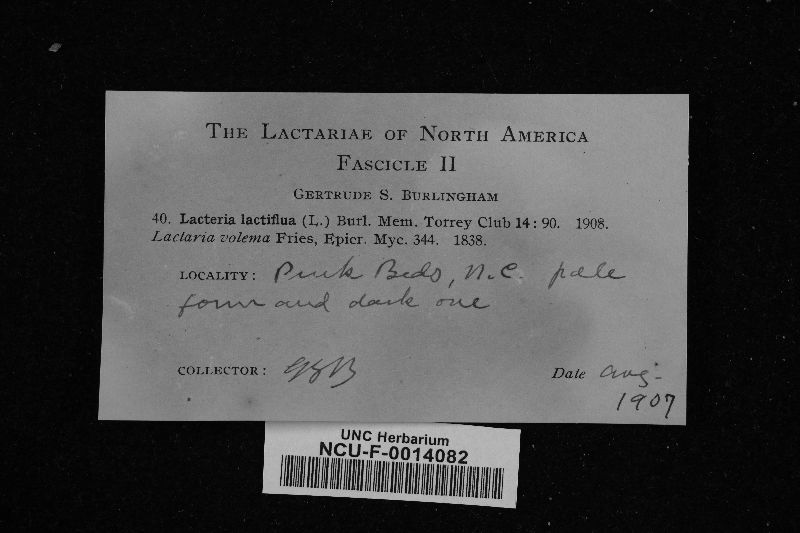 THE LACTARIAE OF NORTH AMERICA
FASCICLE II
GERTRUDE S. BURLINGHAM
40. Lacteria lactiflua (L.) Burl. Mem. Torrey Club 14: 90. 1908.
Lactaria volema Fries, Epicr. Myc. 344. 1838.
LOCALITY: Pink Beds, N.C. pale
form and dark one
COLLECTOR: GSB
Date Aug.
1907
UNC Herbarium
NCU-F-0014082